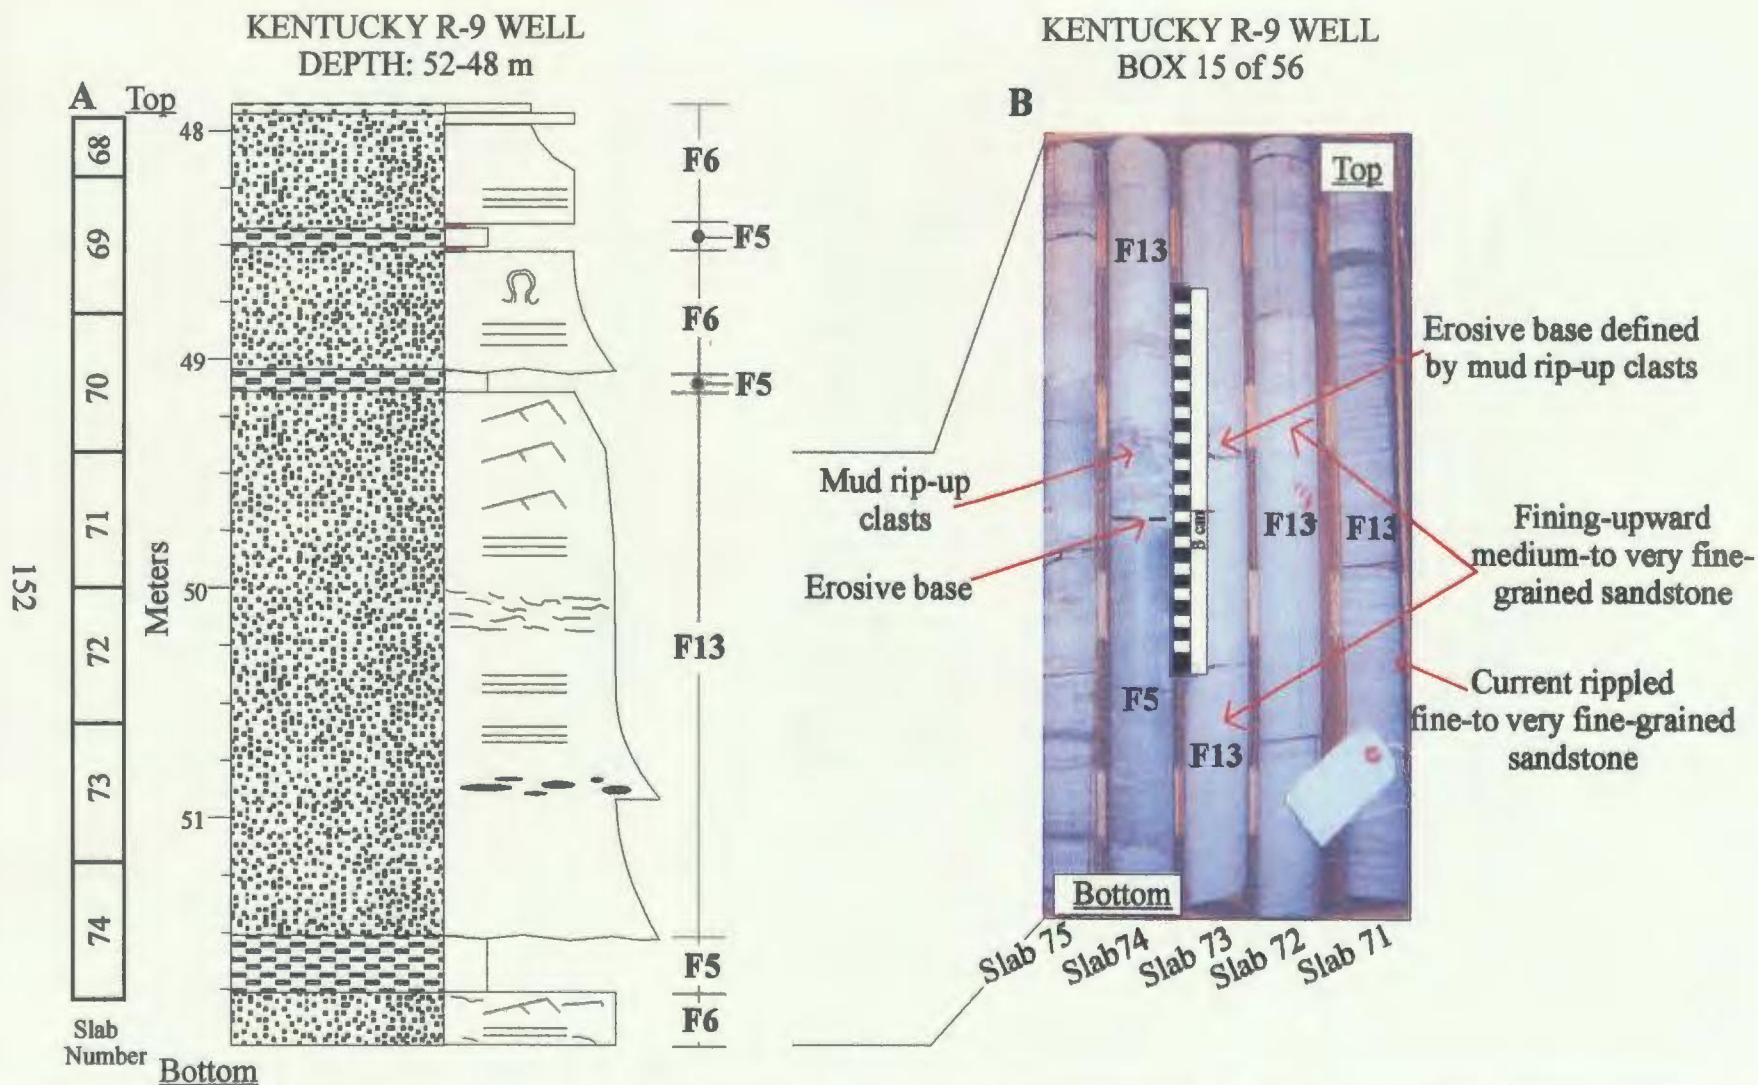 KENTUCKY R-9 WELL
DEPTH: 52-48 m
A
Top
68
69
70
71
72
73
74
Slab
Number
Bottom
Meters
48
49
50
51
F6
F5
F6
F5
F13
F5
F6
KENTUCKY R-9 WELL
BOX 15 of 56
B
Top
F13
F5
F13
F13
F13
8 cm
Bottom
Mud rip-up
clasts
Erosive base
Erosive base defined
by mud rip-up clasts
Fining-upward
medium-to very fine-
grained sandstone
Current rippled
fine-to very fine-grained
sandstone
Slab 75
Slab74
Slab 73
Slab 72
Slab 71
152